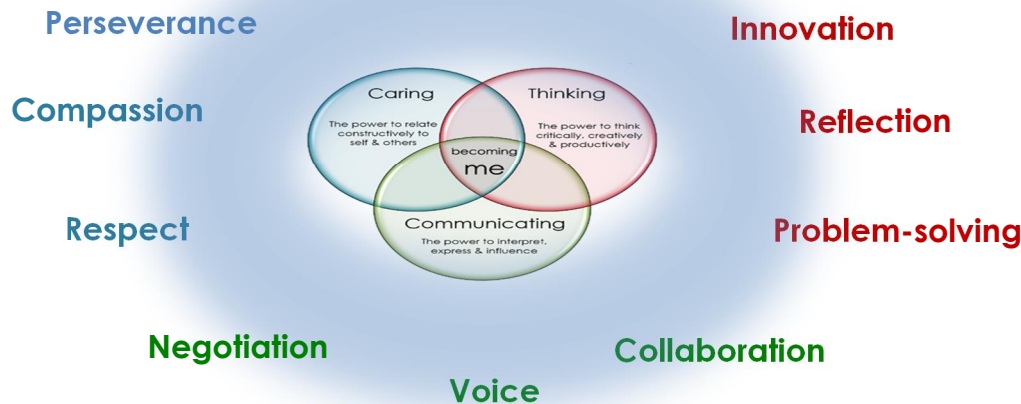 Perseverance
Innovation
Caring
Thinking
Compassion
Reflection
The power to relate
constructively to
self & others
The power to think
critically, creatively
& productively
becoming
me
Respect
Communicating
Problem-solving
The power to interpret,
express & influence
Negotiation
Collaboration
Voice